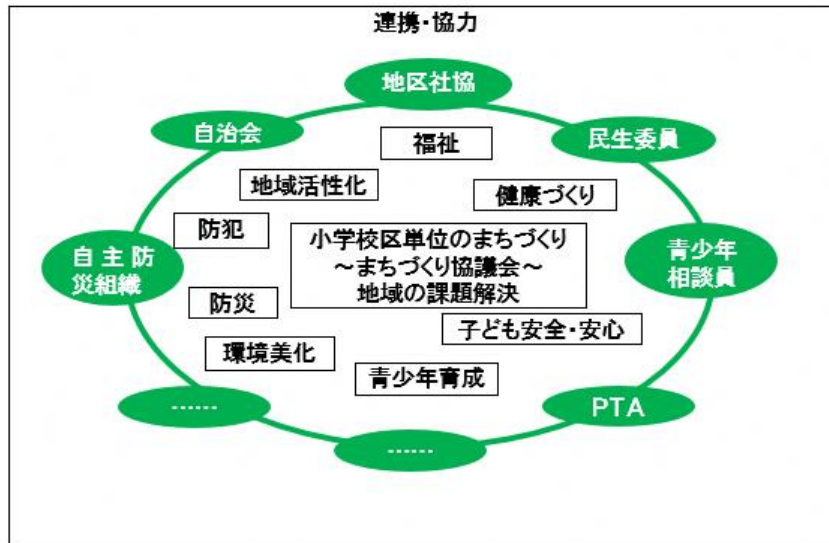 連携・協力
地区社協
自治会
民生委員
福祉
地域活性化
健康づくり
防犯
小学校区単位のまちづくり
～まちづくり協議会～
地域の課題解決
自主防
災組織
青少年
相談員
防災
子ども安全・安心
環境美化
青少年育成
------
PTA
------